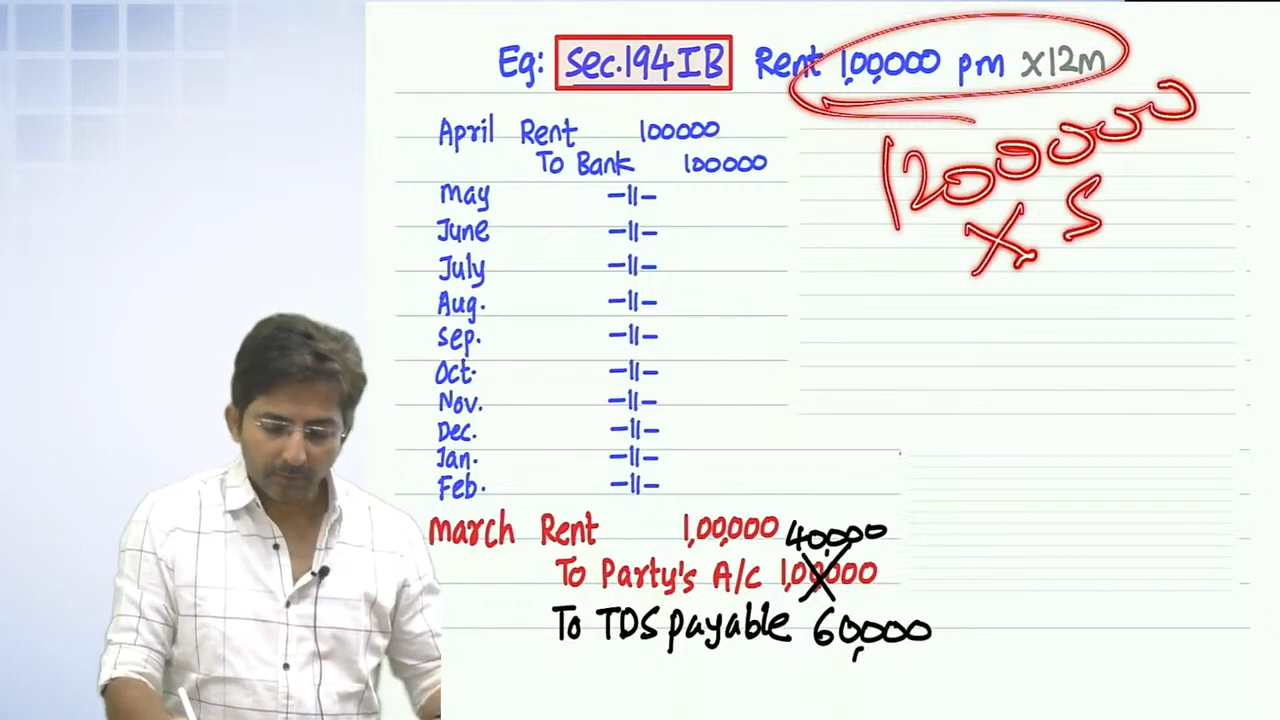 Eg: Sec.194IB Rent 1,00,000 pm x12m
1200000
X 5
April Rent 100000
To Bank 100000
May -11-
June -11-
July -11-
Aug. -11-
Sep. -11-
Oct. -11-
Nov. -11-
Dec. -11-
Jan. -11-
Feb. -11-
March Rent 1,00,000 40,000
To Party's A/C 1,00,000
To TDS payable 60,000